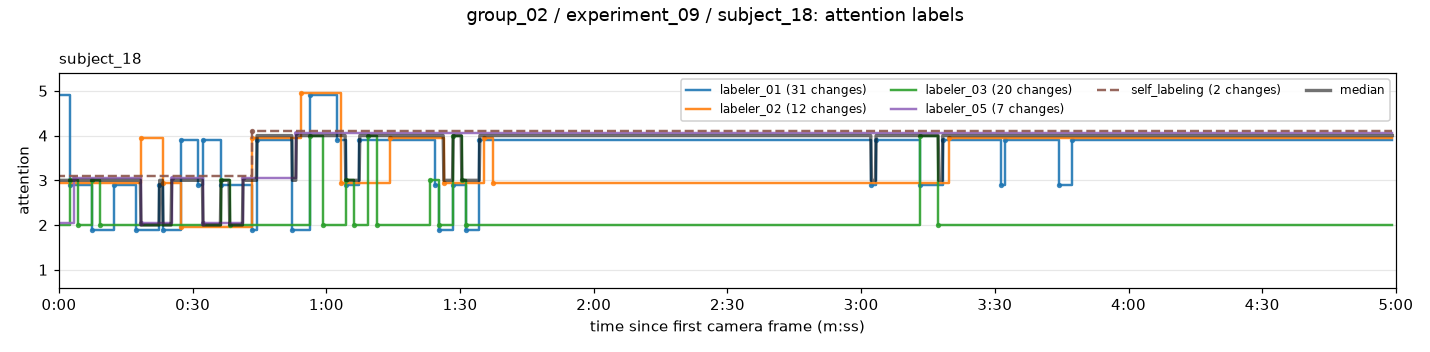 group_02 / experiment_09 / subject_18: attention labels
subject_18
labeler_01 (31 changes)
labeler_02 (12 changes)
labeler_03 (20 changes)
labeler_05 (7 changes)
self_labeling (2 changes)
median
attention
5
4
3
2
1
0:00 0:30 1:00 1:30 2:00 2:30 3:00 3:30 4:00 4:30 5:00
time since first camera frame (m:ss)